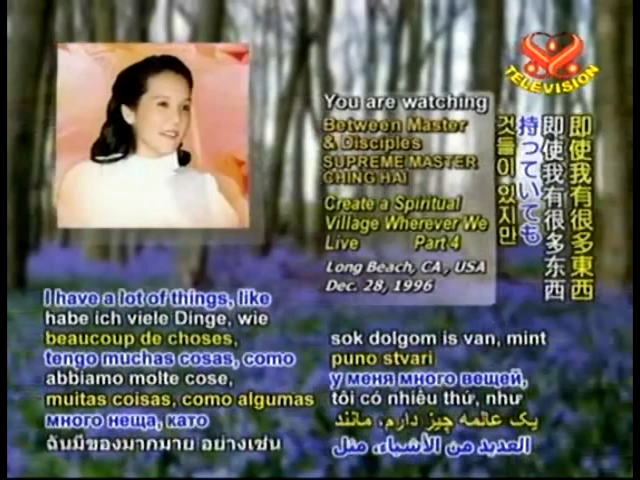 TELEVISION
You are watching
Between Master
& Disciples
SUPREME MASTER
CHING HAI
Create a Spiritual
Village Wherever We
Live Part 4
Long Beach, CA, USA
Dec. 28, 1996
即使我有很多東西
即使我有很多东西
持っていても
것들이 있지만
I have a lot of things, like
habe ich viele Dinge, wie
beaucoup de choses,
tengo muchas cosas, como
abbiamo molte cose,
muitas coisas, como algumas
много неща, като
ฉันมีของมากมาย อย่างเช่น
sok dolgom is van, mint
puno stvari
у меня много вещей,
tôi có nhiều thứ, như
یک عالمه چیز دارم، مانند
العديد من الأشياء، مثل